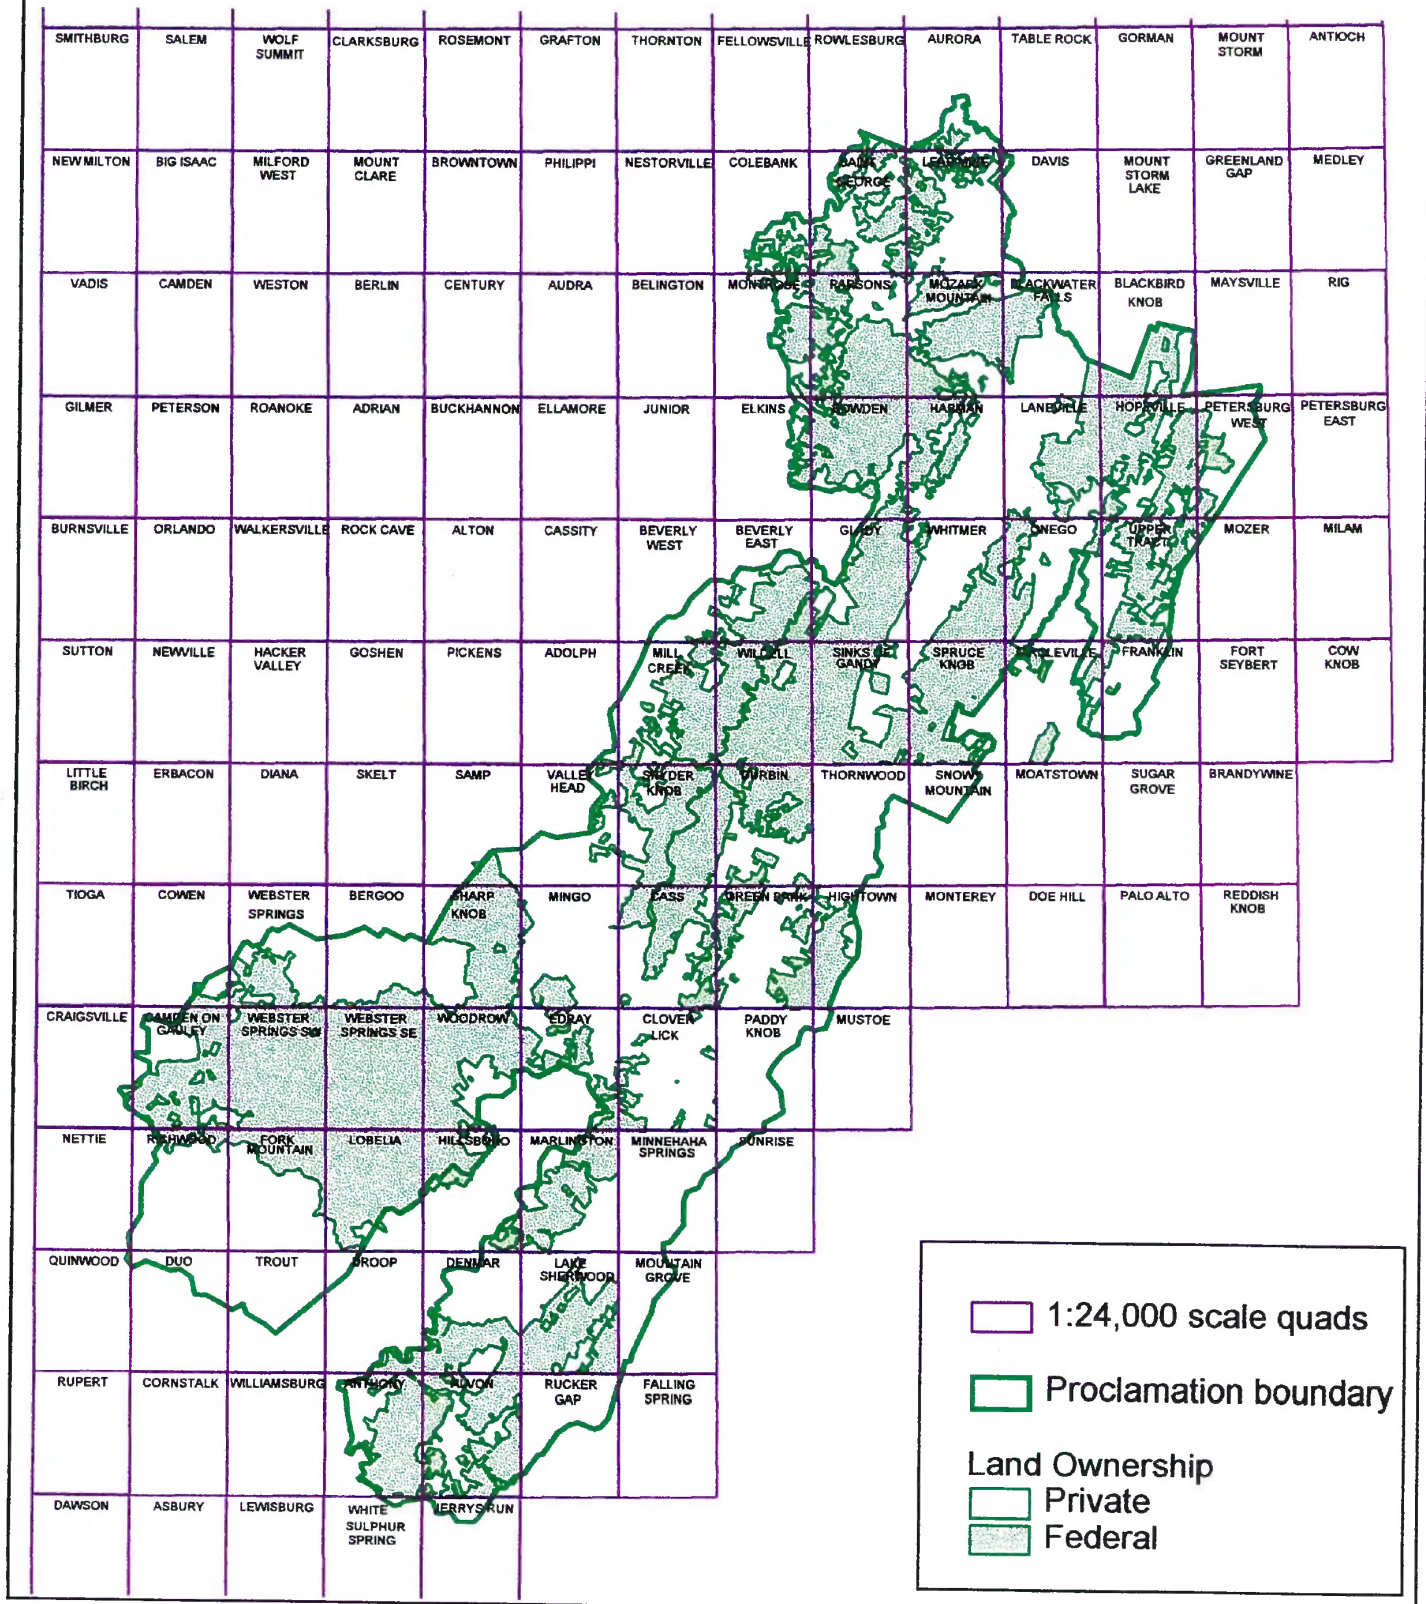 SMITHBURG SALEM WOLF CLARKSBURG ROSEMONT GRAFTON THORNTON FELLOWSVILLE ROWLESBURG AURORA TABLE ROCK GORMAN MOUNT ANTIOCH
SUMMIT STORM
NEW MILTON BIG ISAAC MILFORD MOUNT BROWNTOWN PHILIPPI NESTORVILLE COLEBANK SAINT LEAD MINE DAVIS MOUNT GREENLAND MEDLEY
WEST CLARE GEORGE STORM GAP
LAKE
VADIS CAMDEN WESTON BERLIN CENTURY AUDRA BELINGTON MONTROSE PARSONS MOZARK BLACKWATER BLACKBIRD MAYSVILLE RIG
MOUNTAIN FALLS KNOB
GILMER PETERSON ROANOKE ADRIAN BUCKHANNON ELLAMORE JUNIOR ELKINS BOWDEN HARMAN LANEVILLE HOPEVILLE PETERSBURG PETERSBURG
WEST EAST
BURNSVILLE ORLANDO WALKERSVILLE ROCK CAVE ALTON CASSITY BEVERLY BEVERLY GLADY WHITMER ONEGO UPPER MOZER MILAM
WEST EAST TRACT
SUTTON NEWVILLE HACKER GOSHEN PICKENS ADOLPH MILL WILDELL SINKS OF SPRUCE CIRCLEVILLE FRANKLIN FORT COW
VALLEY CREEK GANDY KNOB SEYBERT KNOB
LITTLE ERBACON DIANA SKELT SAMP VALLEY SNYDER DURBIN THORNWOOD SNOWY MOATSTOWN SUGAR BRANDYWINE
BIRCH HEAD KNOB MOUNTAIN GROVE
TIOGA COWEN WEBSTER BERGOO SHARP MINGO CASS GREEN BANK HIGHTOWN MONTEREY DOE HILL PALO ALTO REDDISH
SPRINGS KNOB KNOB
CRAIGSVILLE CAMDEN ON WEBSTER WEBSTER WOODROW EDRAY CLOVER PADDY MUSTOE
GAULEY SPRINGS SW SPRINGS SE LICK KNOB
NETTIE RICHWOOD FORK LOBELIA HILLSBORO MARLINTON MINNEHAHA SUNRISE
MOUNTAIN SPRINGS
QUINWOOD DUO TROUT DROOP DENMAR LAKE MOUNTAIN
SHERWOOD GROVE
RUPERT CORNSTALK WILLIAMSBURG ANTHONY ALVON RUCKER FALLING
GAP SPRING
DAWSON ASBURY LEWISBURG WHITE JERRYS RUN
SULPHUR
SPRING
1:24,000 scale quads
Proclamation boundary
Land Ownership
Private
Federal